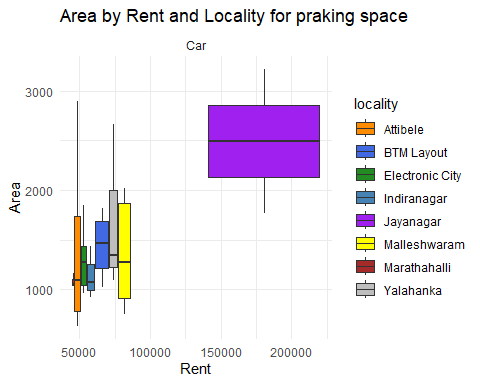 Area by Rent and Locality for praking space
Car
3000
2000
1000
Area
50000 100000 150000 200000
Rent
locality
Attibele
BTM Layout
Electronic City
Indiranagar
Jayanagar
Malleshwaram
Marathahalli
Yalahanka